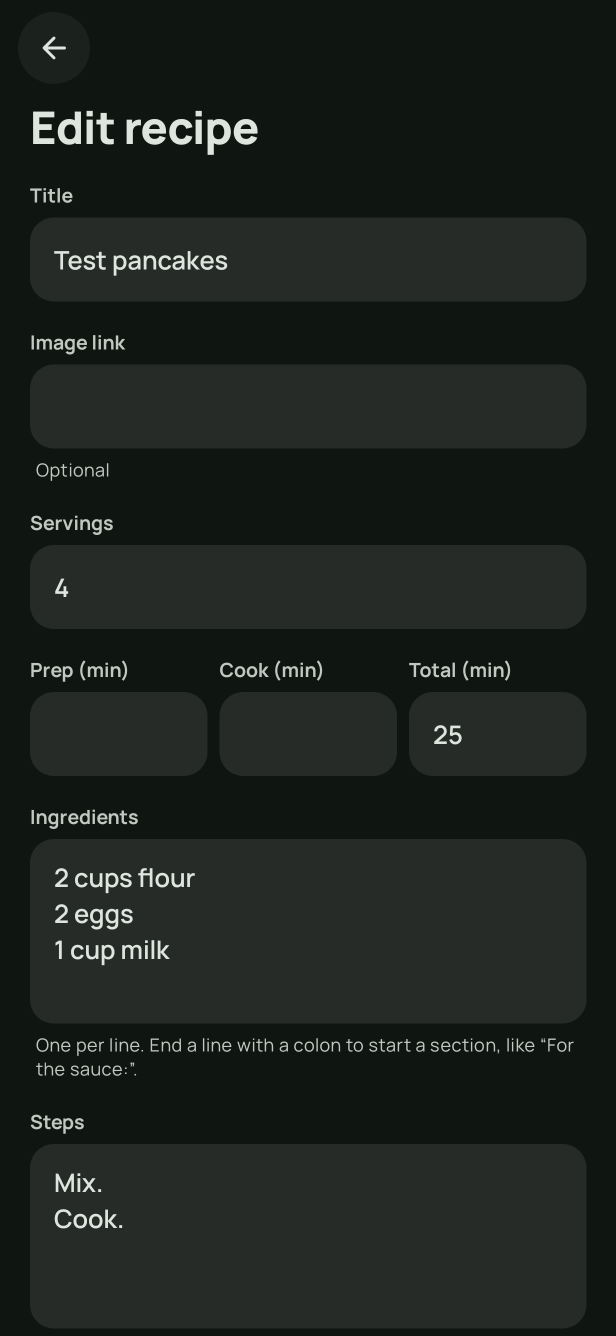 Edit recipe
Title
Test pancakes
Image link
Optional
Servings
4
Prep (min) Cook (min) Total (min)
25
Ingredients
2 cups flour
2 eggs
1 cup milk
One per line. End a line with a colon to start a section, like “For
the sauce:”.
Steps
Mix.
Cook.